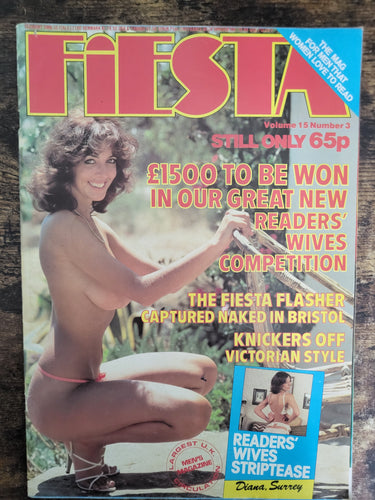 FiESTA
THE MAG
FOR MEN THAT
WOMEN LOVE TO READ
Volume 15 Number 3
STILL ONLY 65p
£1500 TO BE WON
IN OUR GREAT NEW
READERS'
WIVES
COMPETITION
THE FIESTA FLASHER
CAPTURED NAKED IN BRISTOL
KNICKERS OFF
VICTORIAN STYLE
LARGEST U.K.
MEN'S
MAGAZINE
READERS'
WIVES
STRIPTEASE
Diana, Surrey